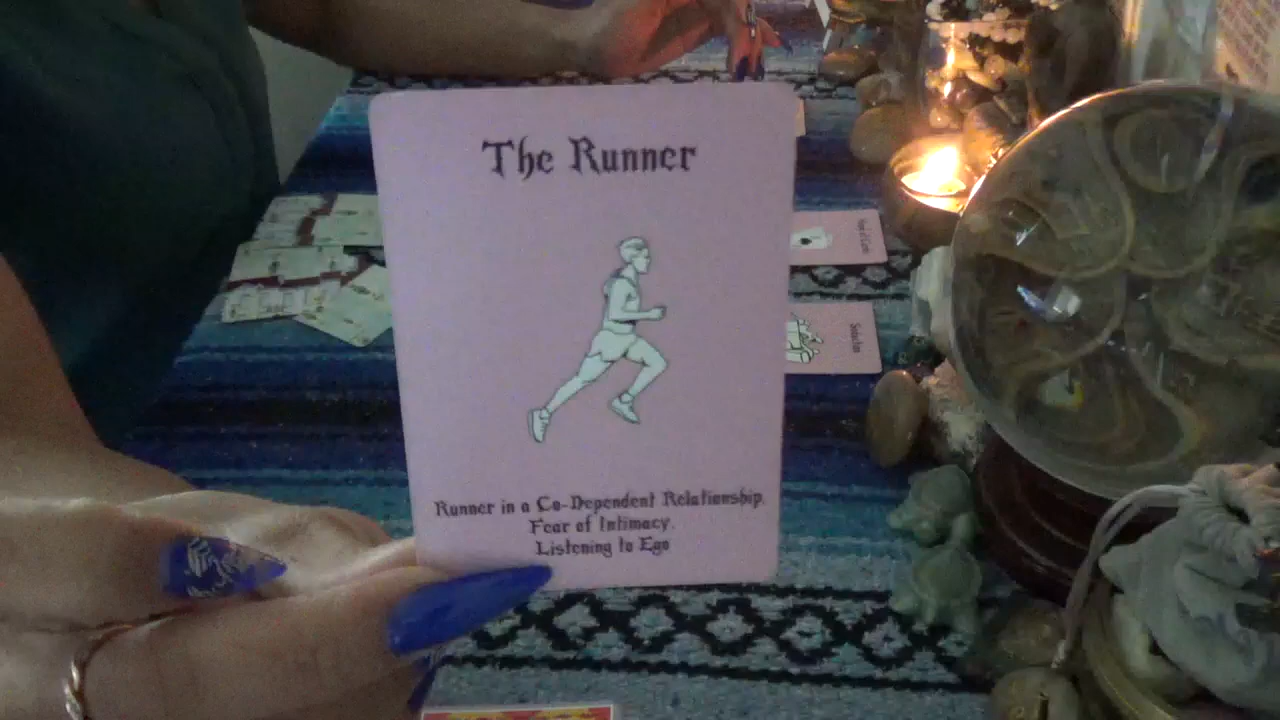 The Runner
Runner in a Co-Dependent Relationship.
Fear of Intimacy.
Listening to Ego